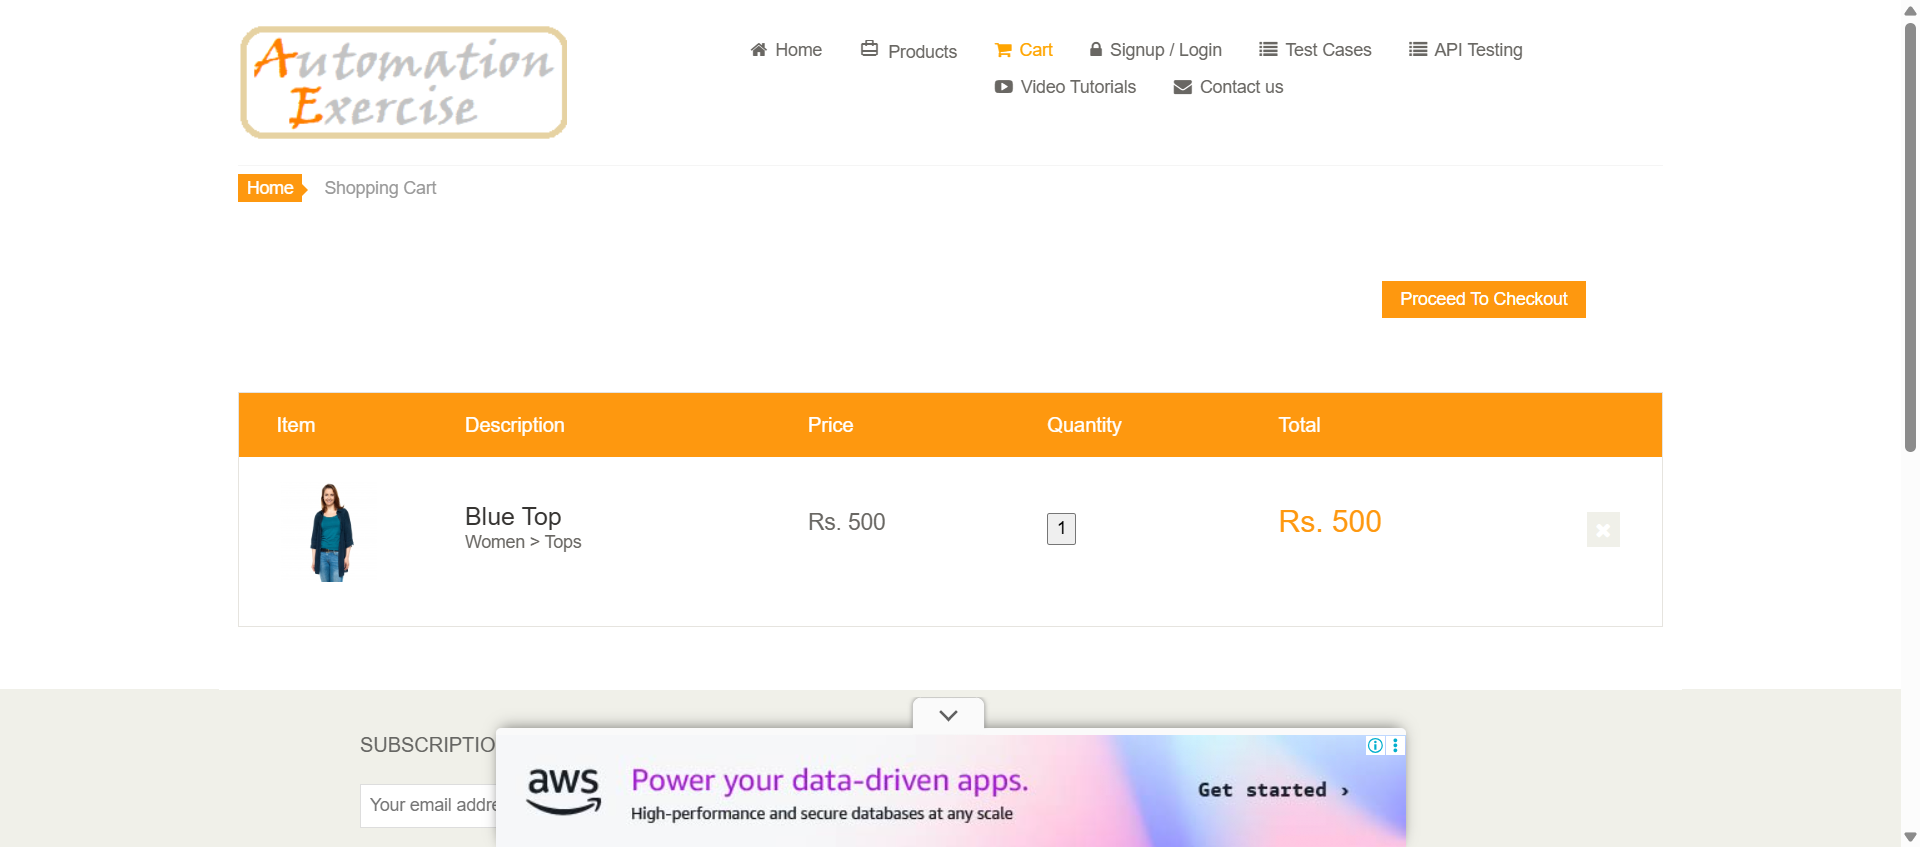 Automation
Exercise
Home
Products
Cart
Signup / Login
Test Cases
API Testing
Video Tutorials
Contact us
Home
Shopping Cart
Proceed To Checkout
Item Description Price Quantity Total
Blue Top
Women > Tops
Rs. 500
1
Rs. 500
SUBSCRIPTIO
Your email addre
aws
Power your data-driven apps.
High-performance and secure databases at any scale
Get started ›